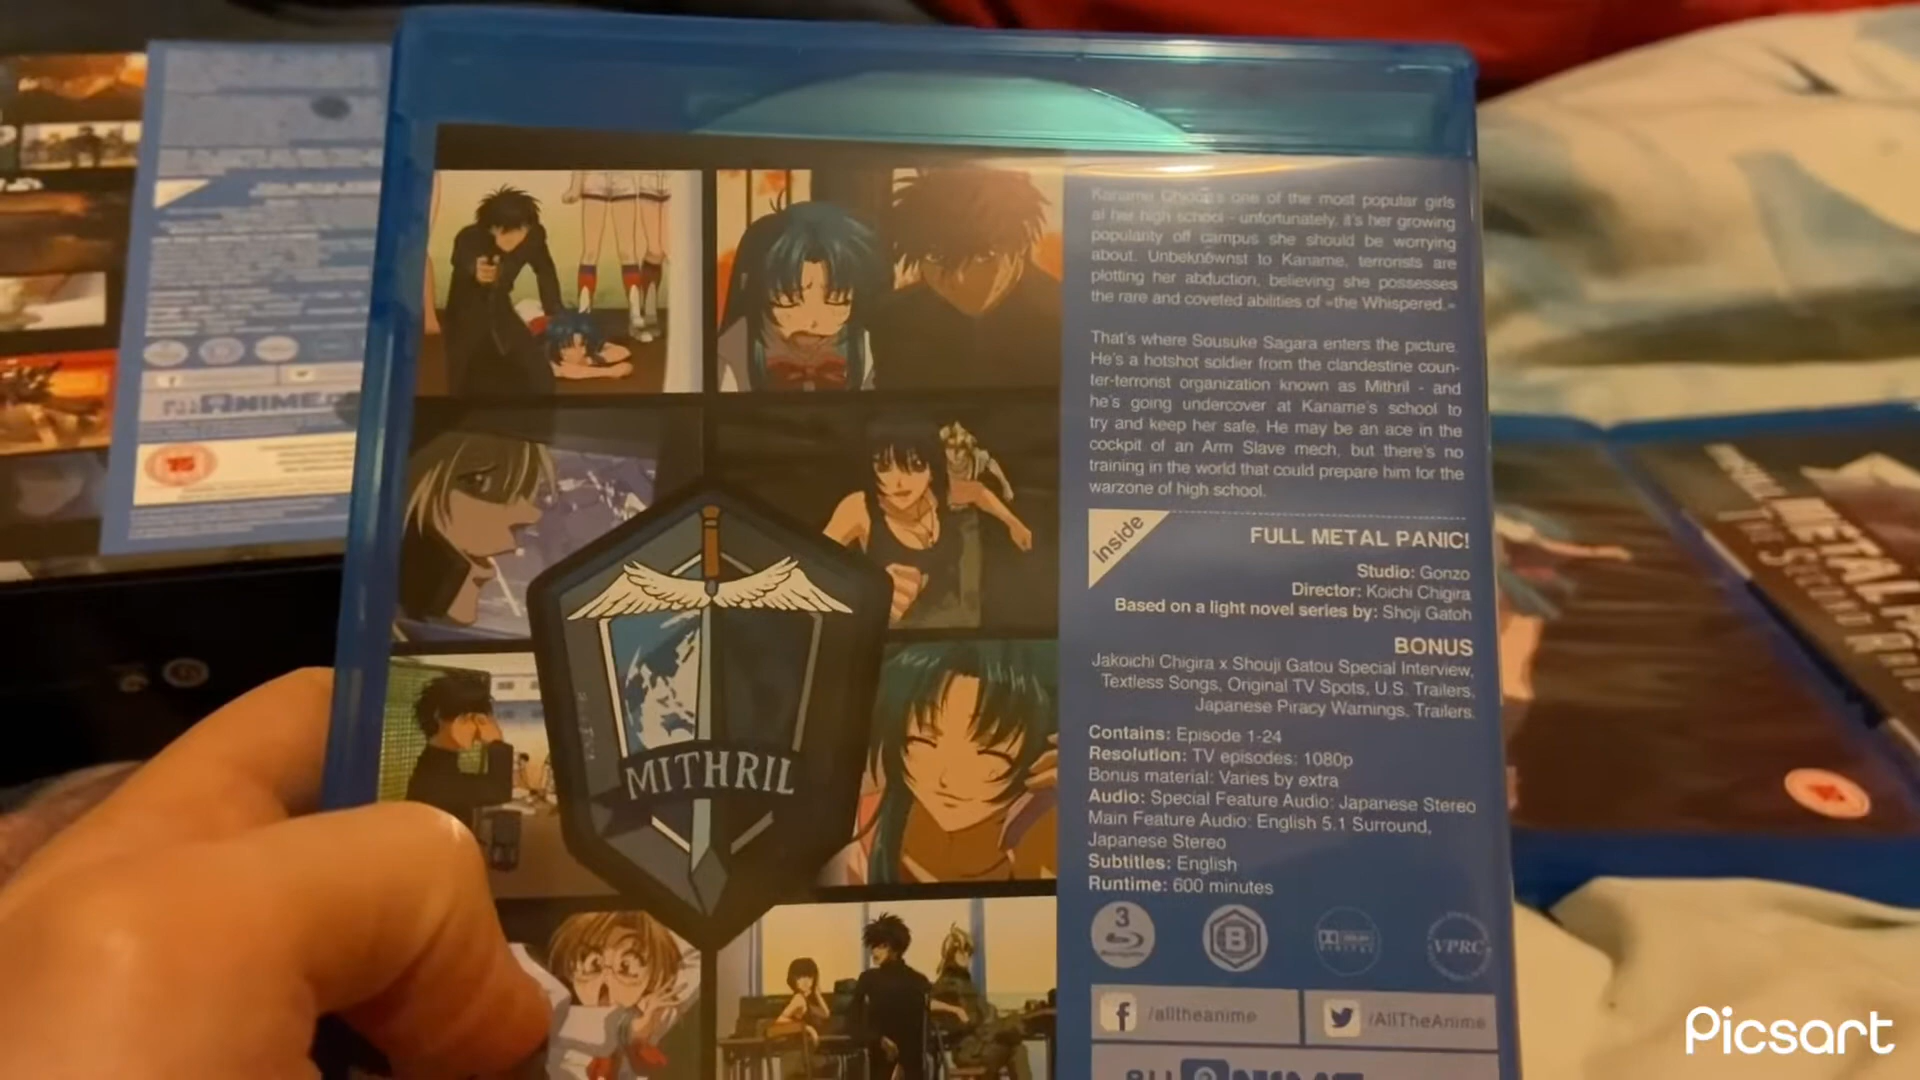 Kaname Chidori's one of the most popular girls
at her high school - unfortunately, it's her growing
popularity off campus she should be worrying
about. Unbeknownst to Kaname, terrorists are
plotting her abduction, believing she possesses
the rare and coveted abilities of «the Whispered.»
That's where Sousuke Sagara enters the picture.
He's a hotshot soldier from the clandestine coun-
ter-terrorist organization known as Mithril - and
he's going undercover at Kaname's school to
try and keep her safe. He may be an ace in the
cockpit of an Arm Slave mech, but there's no
training in the world that could prepare him for the
warzone of high school.
Inside
FULL METAL PANIC!
Studio: Gonzo
Director: Koichi Chigira
Based on a light novel series by: Shoji Gatoh
BONUS
Jakoichi Chigira x Shouji Gatou Special Interview,
Textless Songs, Original TV Spots, U.S. Trailers,
Japanese Piracy Warnings, Trailers.
Contains: Episode 1-24
Resolution: TV episodes: 1080p
Bonus material: Varies by extra
Audio: Special Feature Audio: Japanese Stereo
Main Feature Audio: English 5.1 Surround,
Japanese Stereo
Subtitles: English
Runtime: 600 minutes
3
B
VPRC
/alltheanime
/AllTheAnime
MITHRIL
ANIME
15
METAL
THE SECOND RAID
Picsart